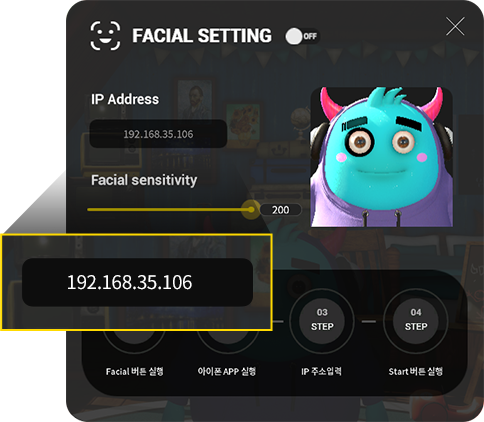 FACIAL SETTING
OFF
IP Address
192.168.35.106
Facial sensitivity
200
192.168.35.106
03
STEP
04
STEP
Facial 버튼 실행
아이폰 APP 실행
IP 주소입력
Start 버튼 실행